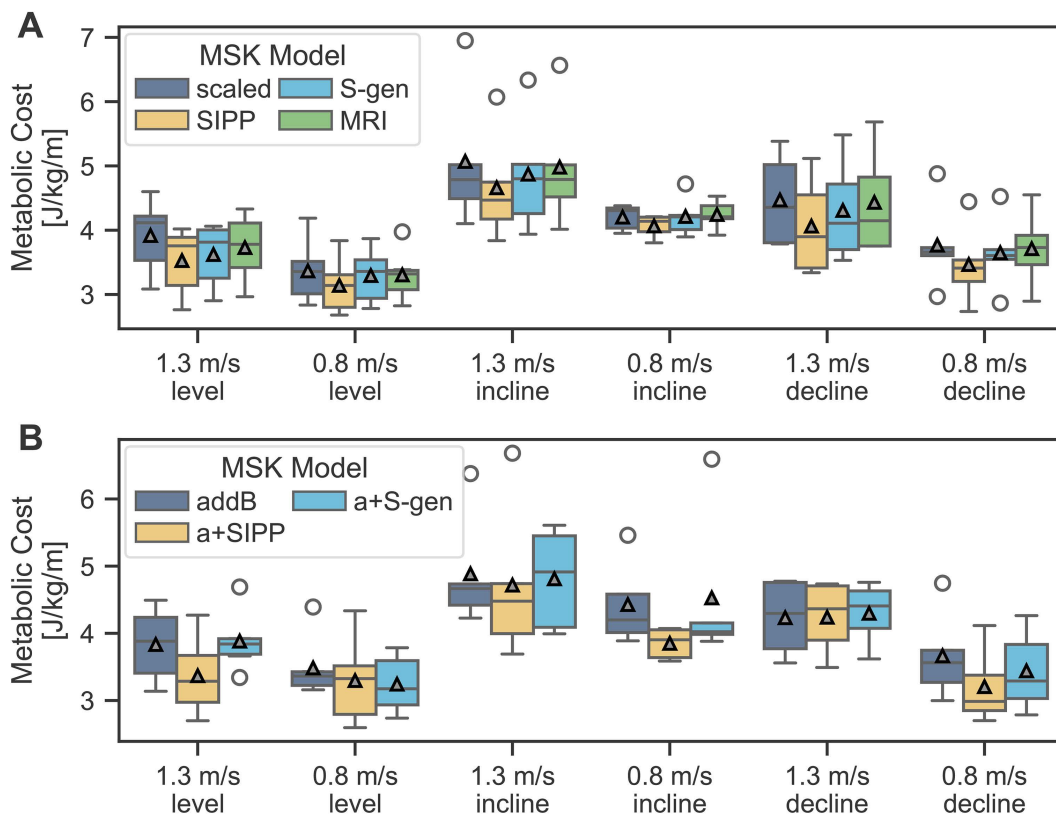 A
Metabolic Cost
[J/kg/m]
7
6
5
4
3
MSK Model
scaled S-gen
SIPP MRI
1.3 m/s 0.8 m/s 1.3 m/s 0.8 m/s 1.3 m/s 0.8 m/s
level level incline incline decline decline
B
Metabolic Cost
[J/kg/m]
6
5
4
3
MSK Model
addB a+S-gen
a+SIPP
1.3 m/s 0.8 m/s 1.3 m/s 0.8 m/s 1.3 m/s 0.8 m/s
level level incline incline decline decline